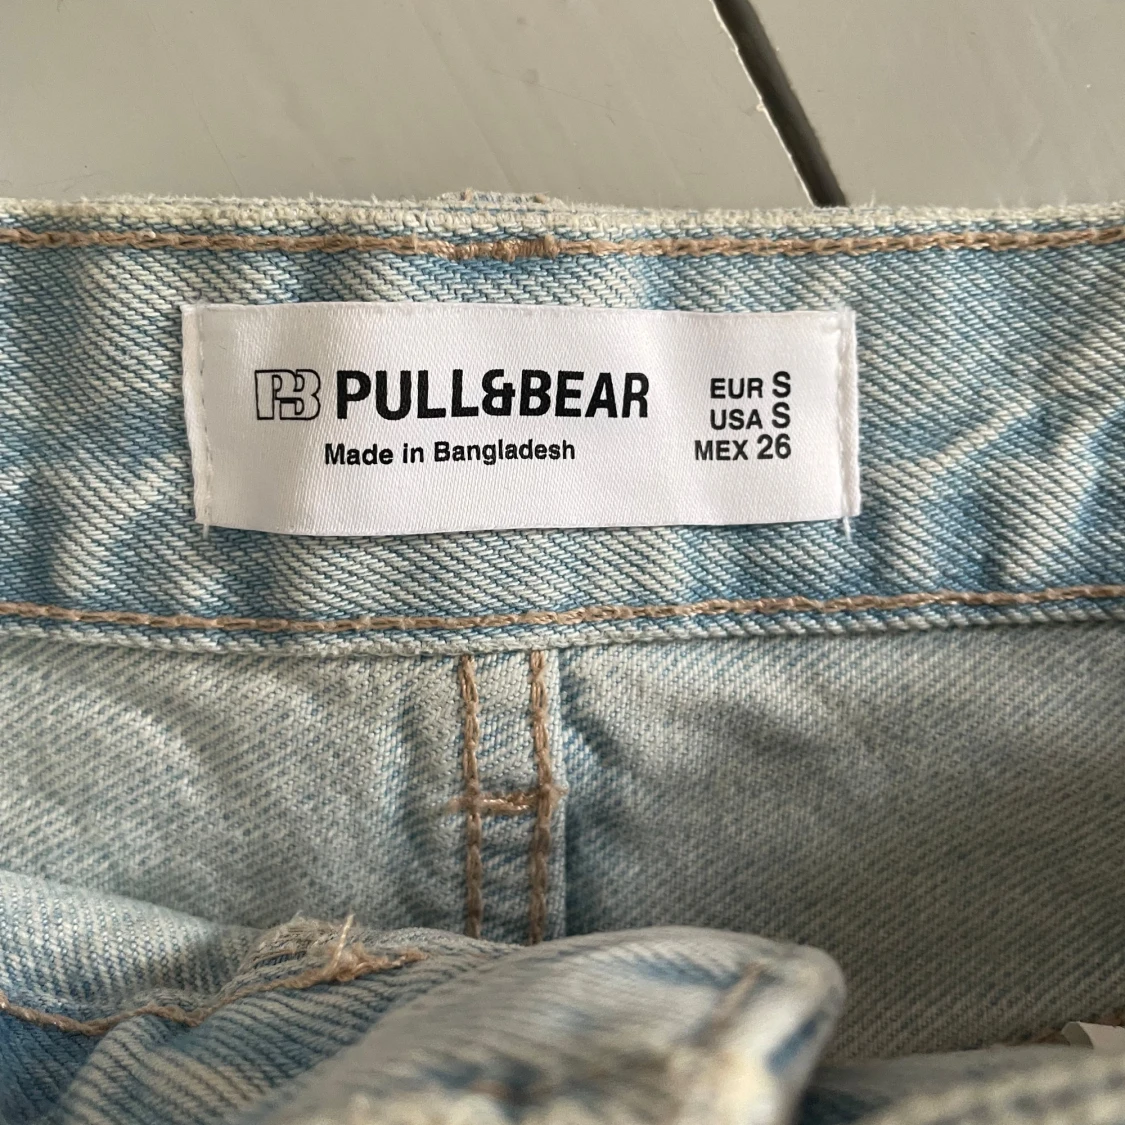 PB PULL&BEAR
Made in Bangladesh
EUR S
USA S
MEX 26